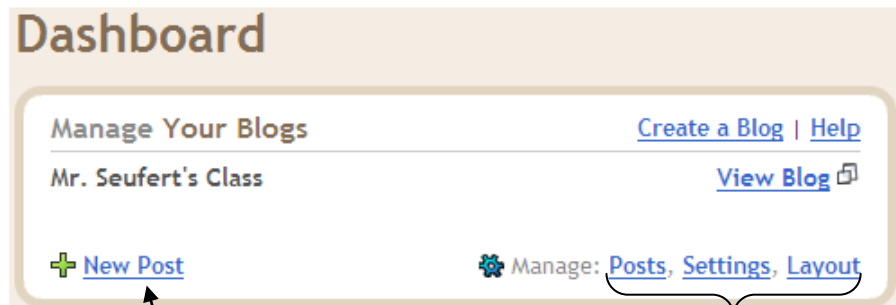 Dashboard
Manage Your Blogs Create a Blog | Help
Mr. Seufert's Class View Blog
New Post Manage: Posts, Settings, Layout